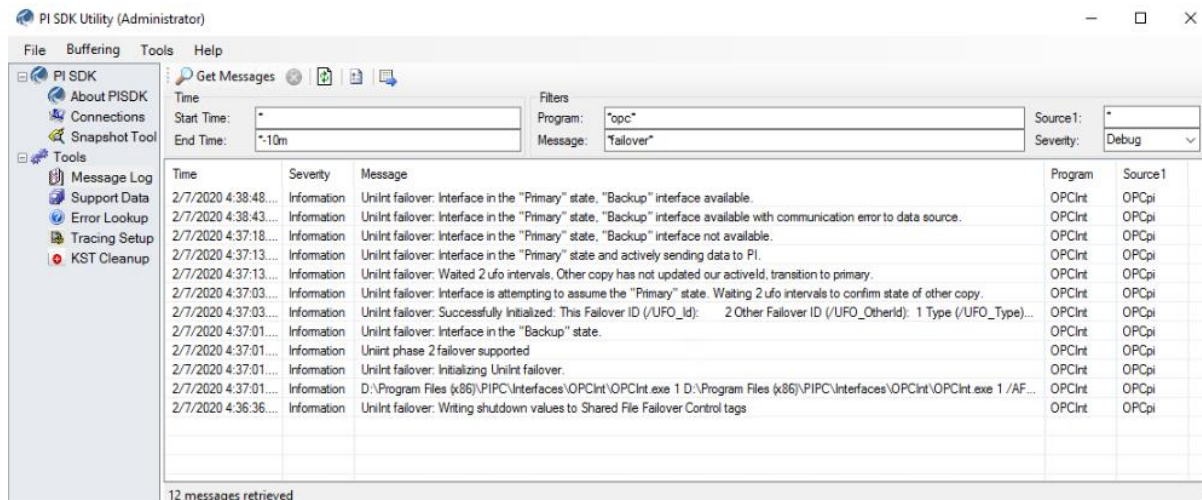 PI SDK Utility (Administrator)
File Buffering Tools Help
PI SDK
About PISDK
Connections
Snapshot Tool
Tools
Message Log
Support Data
Error Lookup
Tracing Setup
KST Cleanup
Get Messages
Time
Start Time: *
End Time: *-10m
Filters
Program: *opc*
Message: *failover*
Source1: *
Severity: Debug
Time Severity Message Program Source1
2/7/2020 4:38:48.... Information UniInt failover: Interface in the "Primary" state, "Backup" interface available. OPCInt OPCpi
2/7/2020 4:38:43.... Information UniInt failover: Interface in the "Primary" state, "Backup" interface available with communication error to data source. OPCInt OPCpi
2/7/2020 4:37:18.... Information UniInt failover: Interface in the "Primary" state, "Backup" interface not available. OPCInt OPCpi
2/7/2020 4:37:13.... Information UniInt failover: Interface in the "Primary" state and actively sending data to PI. OPCInt OPCpi
2/7/2020 4:37:13.... Information UniInt failover: Waited 2 ufo intervals, Other copy has not updated our activeId, transition to primary. OPCInt OPCpi
2/7/2020 4:37:03.... Information UniInt failover: Interface is attempting to assume the "Primary" state. Waiting 2 ufo intervals to confirm state of other copy. OPCInt OPCpi
2/7/2020 4:37:03.... Information UniInt failover: Successfully Initialized: This Failover ID (/UFO_Id): 2 Other Failover ID (/UFO_OtherId): 1 Type (/UFO_Type)... OPCInt OPCpi
2/7/2020 4:37:01.... Information UniInt failover: Interface in the "Backup" state. OPCInt OPCpi
2/7/2020 4:37:01.... Information Uniint phase 2 failover supported OPCInt OPCpi
2/7/2020 4:37:01.... Information UniInt failover: Initializing UniInt failover. OPCInt OPCpi
2/7/2020 4:37:01.... Information D:\Program Files (x86)\PIPC\Interfaces\OPCInt\OPCInt.exe 1 D:\Program Files (x86)\PIPC\Interfaces\OPCInt\OPCInt.exe 1 /AF... OPCInt OPCpi
2/7/2020 4:36:36.... Information UniInt failover: Writing shutdown values to Shared File Failover Control tags OPCInt OPCpi
12 messages retrieved